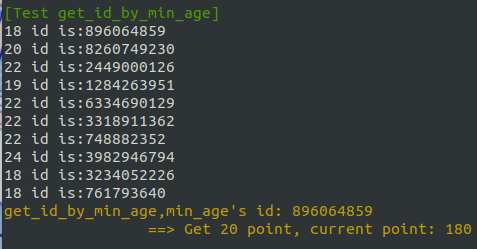 [Test get_id_by_min_age]
18 id is:896064859
20 id is:8260749230
22 id is:2449000126
19 id is:1284263951
22 id is:6334690129
22 id is:3318911362
22 id is:748882352
24 id is:3982946794
18 id is:3234052226
18 id is:761793640
get_id_by_min_age,min_age's id: 896064859
==> Get 20 point, current point: 180